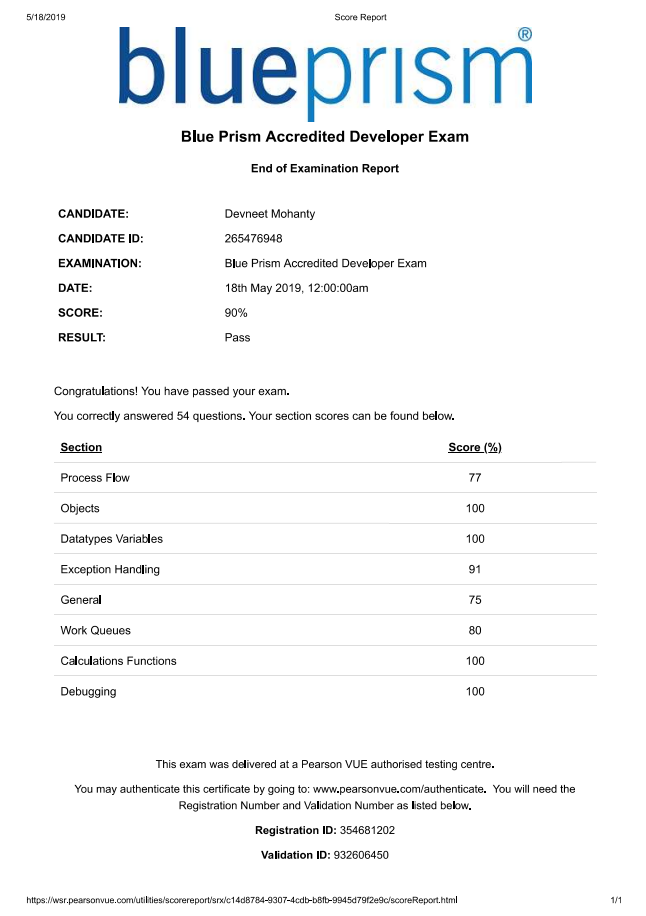 5/18/2019 Score Report
blueprism®
Blue Prism Accredited Developer Exam
End of Examination Report
CANDIDATE: Devneet Mohanty
CANDIDATE ID: 265476948
EXAMINATION: Blue Prism Accredited Developer Exam
DATE: 18th May 2019, 12:00:00am
SCORE: 90%
RESULT: Pass
Congratulations! You have passed your exam.
You correctly answered 54 questions. Your section scores can be found below.
Section Score (%)
Process Flow 77
Objects 100
Datatypes Variables 100
Exception Handling 91
General 75
Work Queues 80
Calculations Functions 100
Debugging 100
This exam was delivered at a Pearson VUE authorised testing centre.
You may authenticate this certificate by going to: www.pearsonvue.com/authenticate. You will need the
Registration Number and Validation Number as listed below.
Registration ID: 354681202
Validation ID: 932606450
https://wsr.pearsonvue.com/utilities/scorereport/srx/c14d8784-9307-4cdb-b8fb-9945d79f2e9c/scoreReport.html 1/1